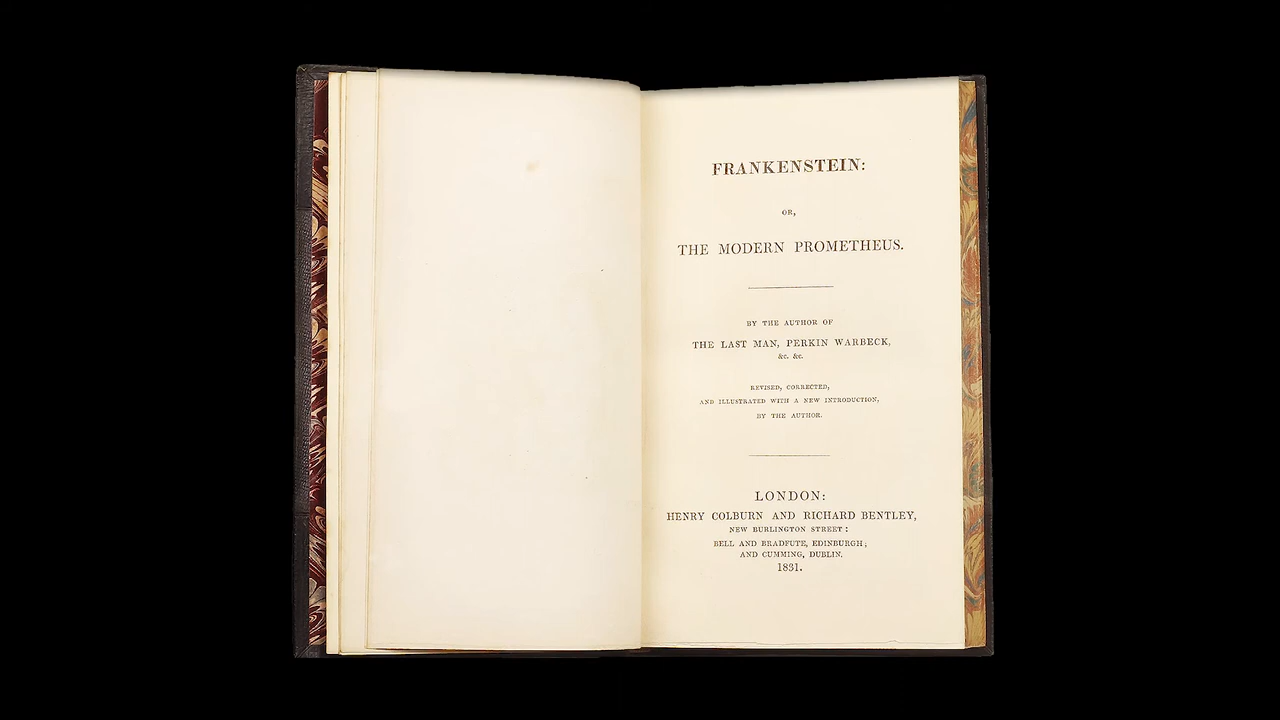 FRANKENSTEIN:
OR,
THE MODERN PROMETHEUS.
BY THE AUTHOR OF
THE LAST MAN, PERKIN WARBECK,
&c. &c.
REVISED, CORRECTED,
AND ILLUSTRATED WITH A NEW INTRODUCTION,
BY THE AUTHOR.
LONDON:
HENRY COLBURN AND RICHARD BENTLEY,
NEW BURLINGTON STREET:
BELL AND BRADFUTE, EDINBURGH;
AND CUMMING, DUBLIN.
1831.